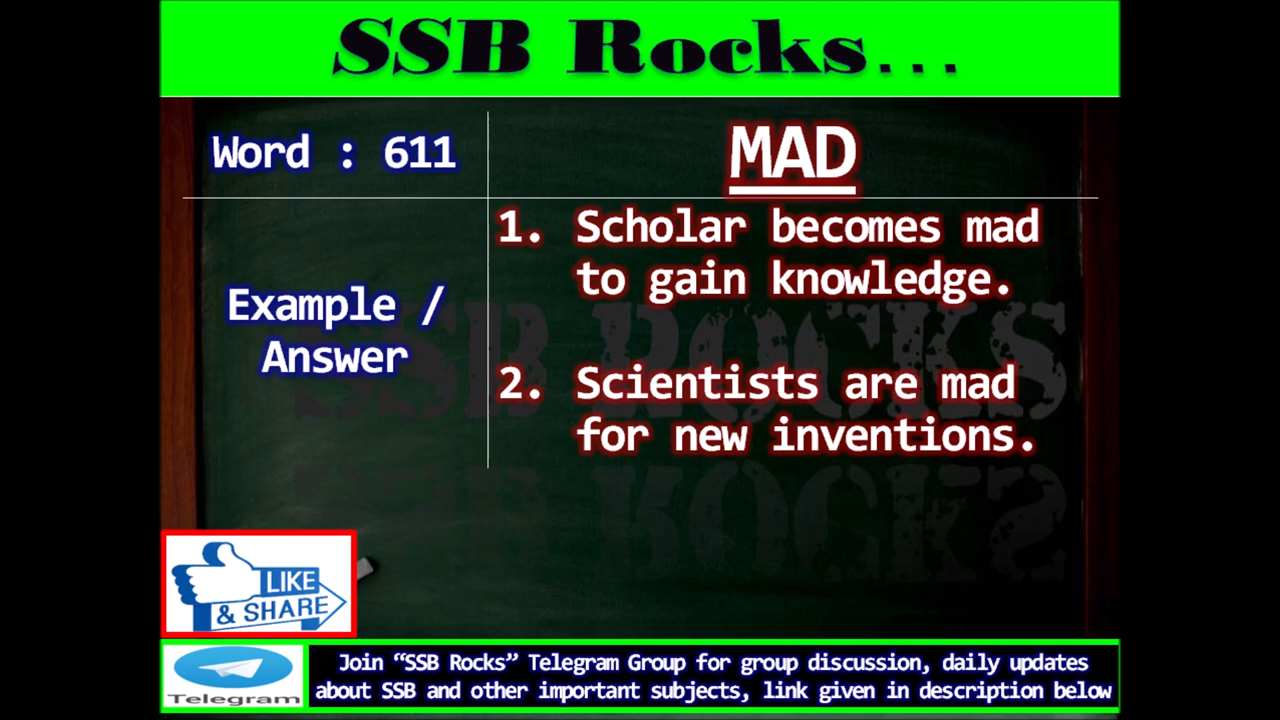 SSB Rocks...
Word : 611
MAD
Example /
Answer
1. Scholar becomes mad
to gain knowledge.
2. Scientists are mad
for new inventions.
SSB ROCKS
LIKE
& SHARE
Telegram
Join “SSB Rocks” Telegram Group for group discussion, daily updates
about SSB and other important subjects, link given in description below